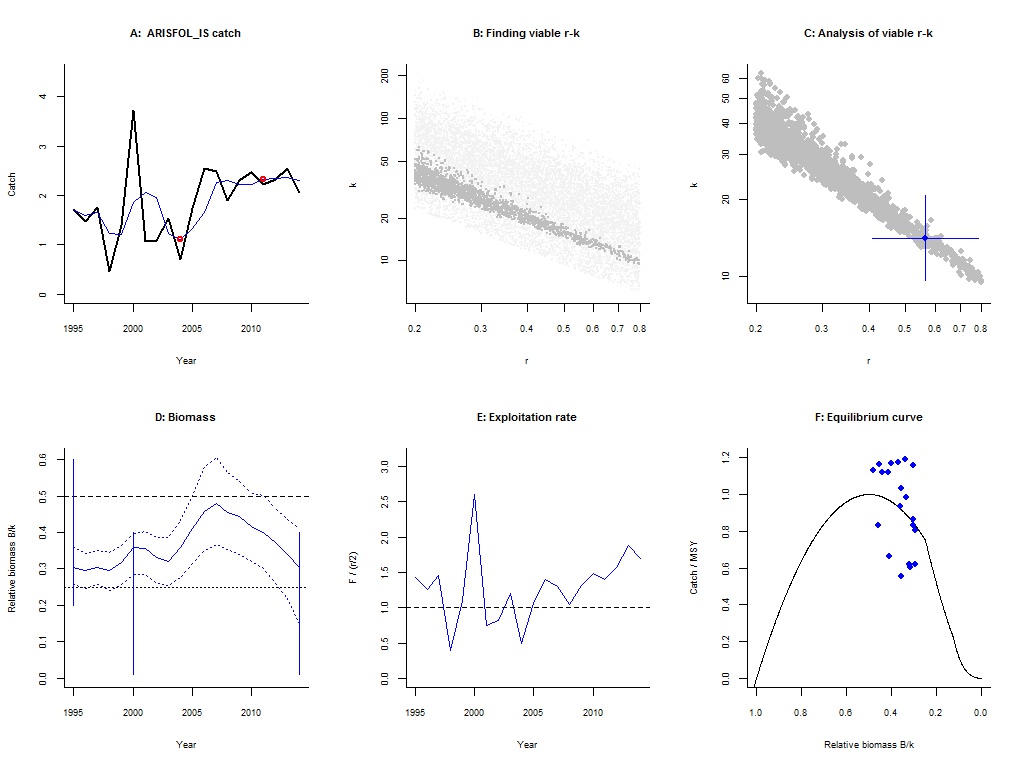 A: ARISFOL_IS catch
Catch
0 1 2 3 4
1995 2000 2005 2010
Year
B: Finding viable r-k
k
10 20 50 100 200
0.2 0.3 0.4 0.5 0.6 0.7 0.8
r
C: Analysis of viable r-k
k
10 20 30 40 50 60
0.2 0.3 0.4 0.5 0.6 0.7 0.8
r
D: Biomass
Relative biomass B/k
0.0 0.1 0.2 0.3 0.4 0.5 0.6
1995 2000 2005 2010
Year
E: Exploitation rate
F / (r/2)
0.0 0.5 1.0 1.5 2.0 2.5 3.0
1995 2000 2005 2010
Year
F: Equilibrium curve
Catch / MSY
0.0 0.2 0.4 0.6 0.8 1.0 1.2
1.0 0.8 0.6 0.4 0.2 0.0
Relative biomass B/k